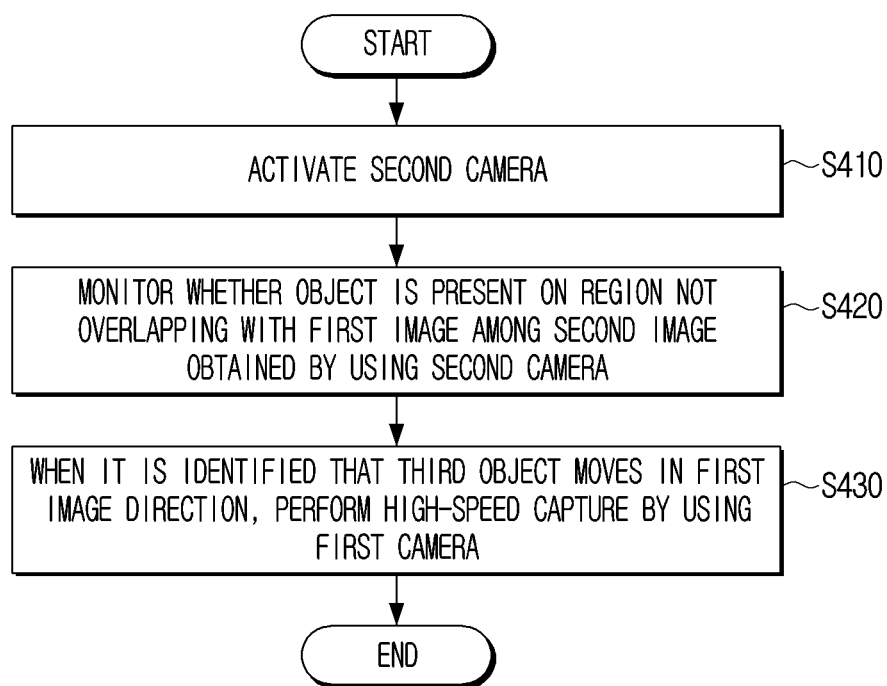 START
ACTIVATE SECOND CAMERA
S410
MONITOR WHETHER OBJECT IS PRESENT ON REGION NOT
OVERLAPPING WITH FIRST IMAGE AMONG SECOND IMAGE
OBTAINED BY USING SECOND CAMERA
S420
WHEN IT IS IDENTIFIED THAT THIRD OBJECT MOVES IN FIRST
IMAGE DIRECTION, PERFORM HIGH-SPEED CAPTURE BY USING
FIRST CAMERA
S430
END